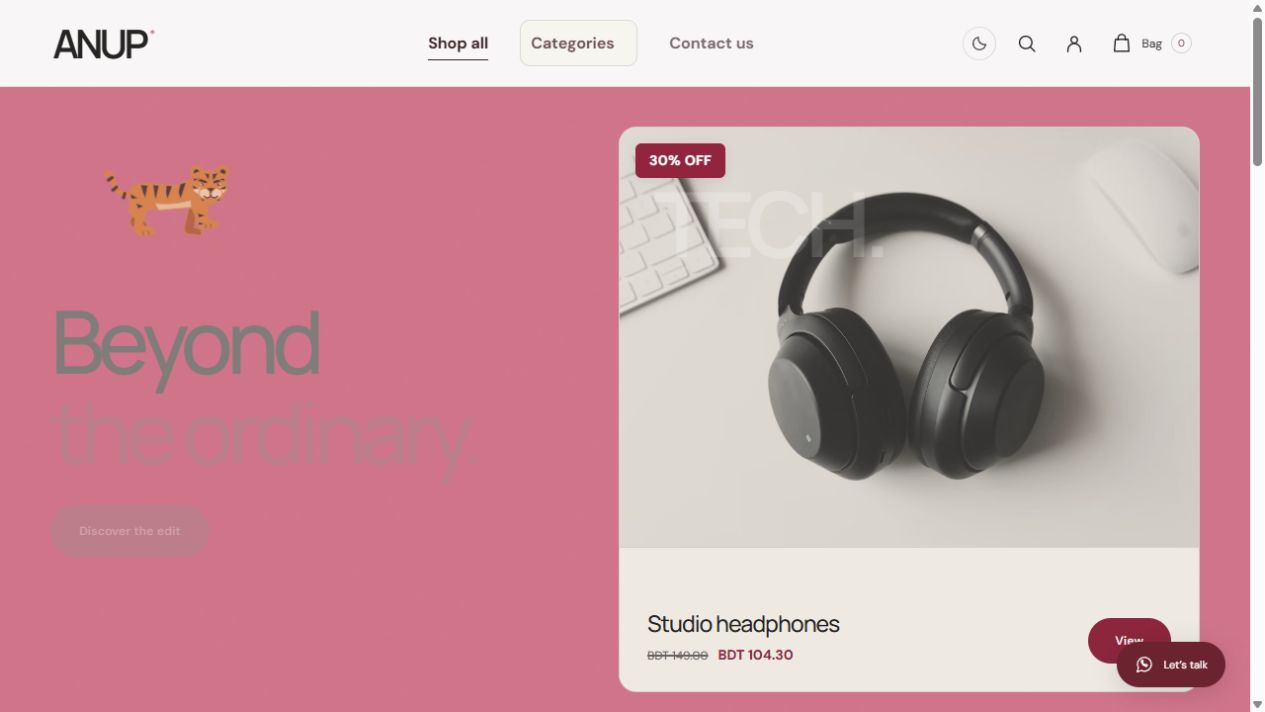 ANUP
Shop all
Categories
Contact us
Bag
0
30% OFF
TECH.
Beyond
the ordinary.
Discover the edit
Studio headphones
BDT 149.00 BDT 104.30
View
Let's talk